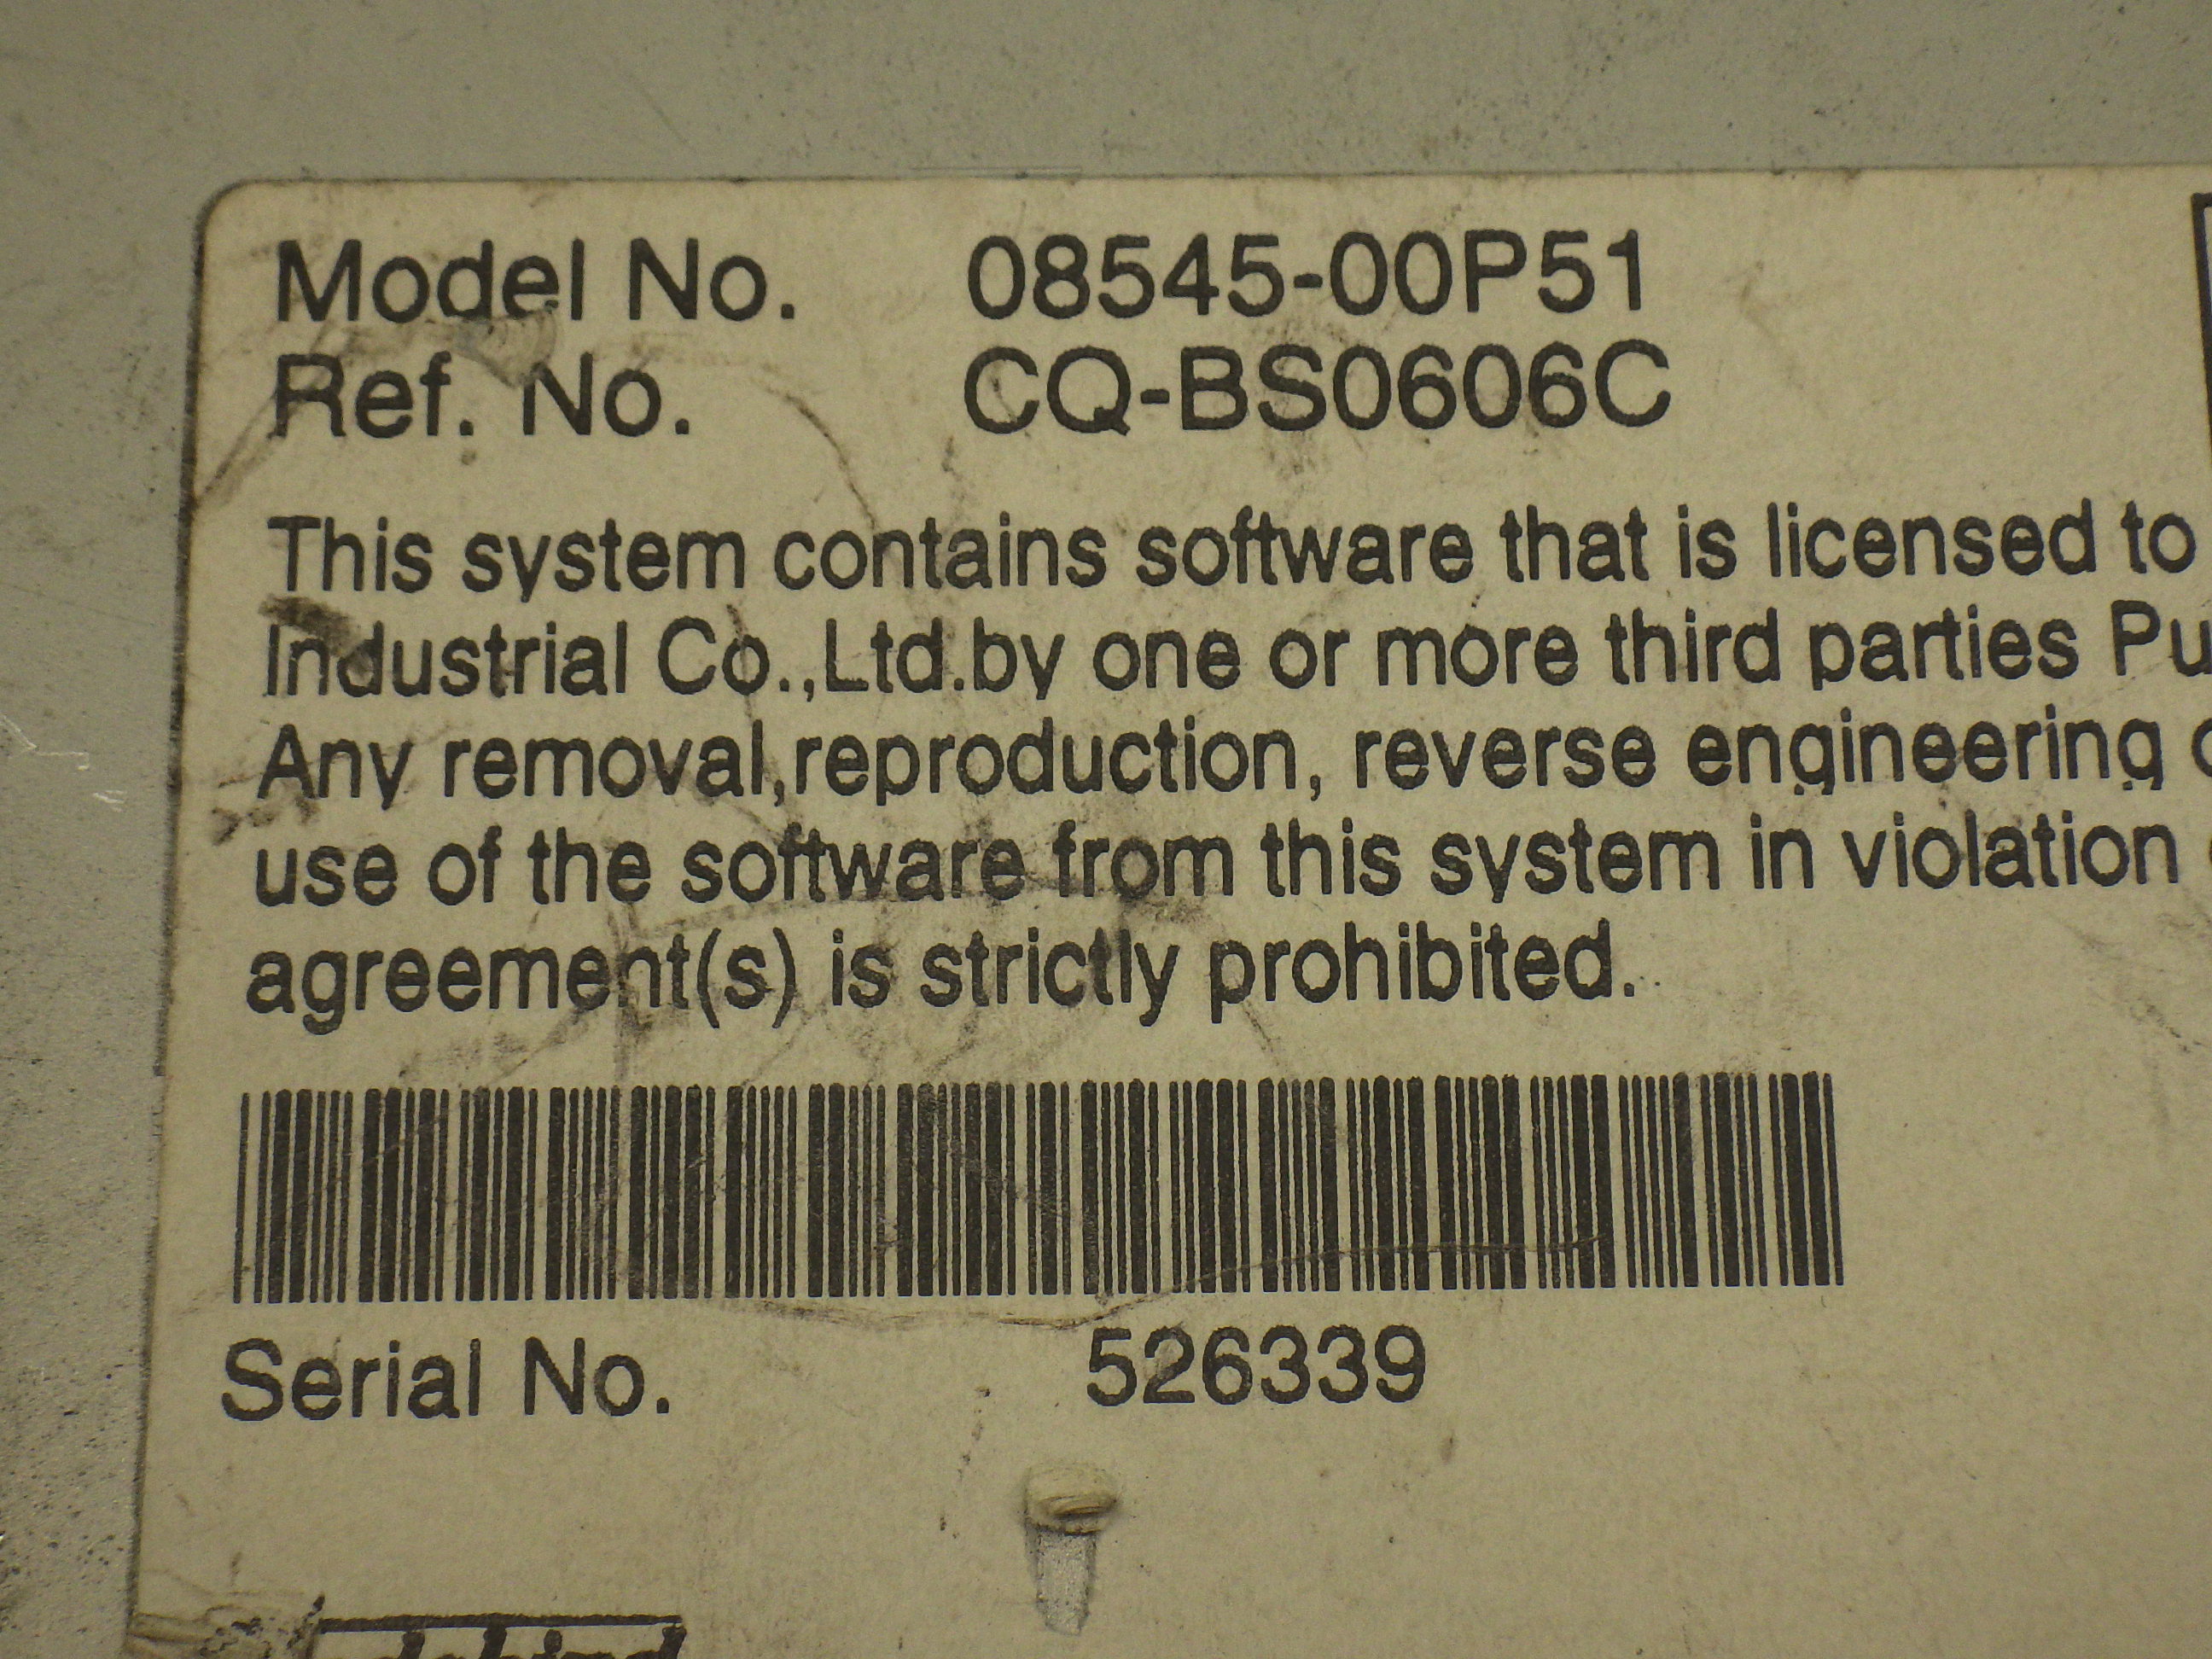 Model No. 08545-00P51
Ref. No. CQ-BS0606C
This system contains software that is licensed to
Industrial Co.,Ltd.by one or more third parties
Any removal,reproduction, reverse engineering
use of the software from this system in violation
agreement(s) is strictly prohibited.
Serial No. 526339